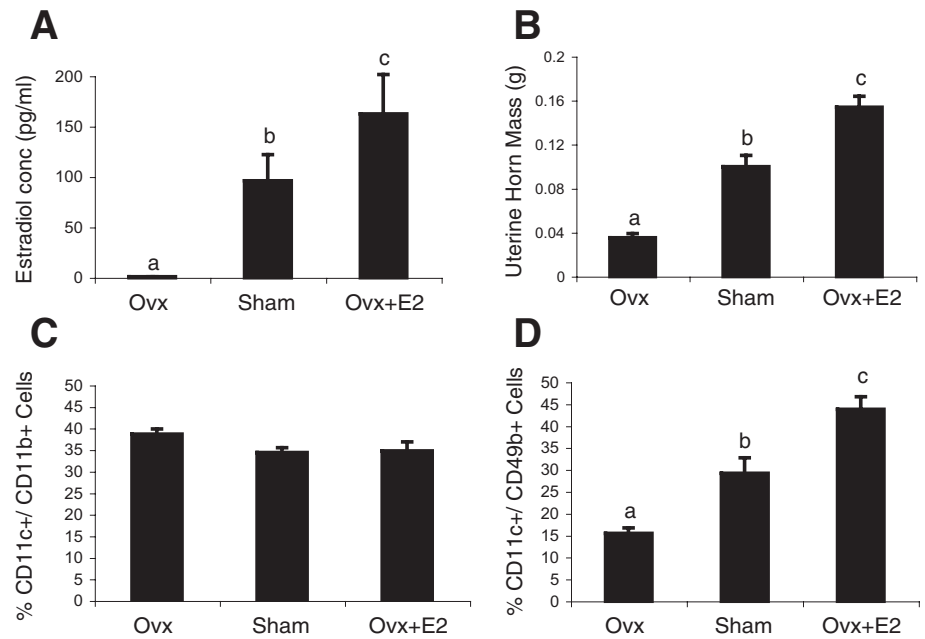 A
Estradiol conc (pg/ml)
200
150
100
50
0
a
b
c
Ovx
Sham
Ovx+E2
B
Uterine Horn Mass (g)
0.2
0.16
0.12
0.08
0.04
0
a
b
c
Ovx
Sham
Ovx+E2
C
% CD11c+/ CD11b+ Cells
50
45
40
35
30
25
20
15
10
5
0
Ovx
Sham
Ovx+E2
D
% CD11c+/ CD49b+ Cells
50
45
40
35
30
25
20
15
10
5
0
a
b
c
Ovx
Sham
Ovx+E2